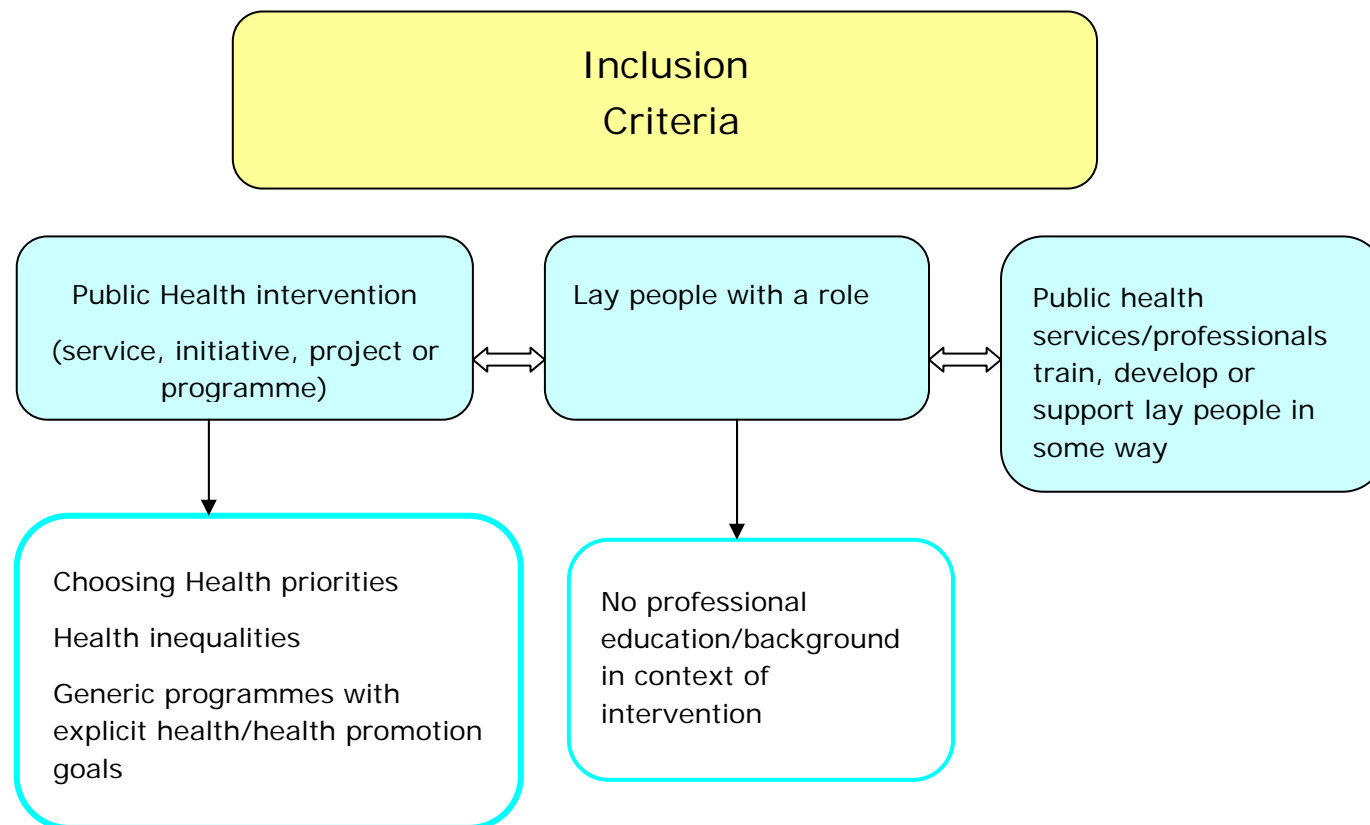 Inclusion
Criteria
Public Health intervention
(service, initiative, project or
programme)
Lay people with a role
Public health
services/professionals
train, develop or
support lay people in
some way
Choosing Health priorities
Health inequalities
Generic programmes with
explicit health/health promotion
goals
No professional
education/background
in context of
intervention